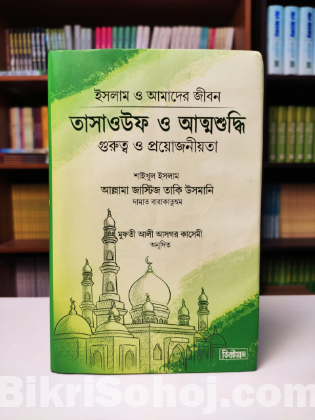 ইসলাম ও আমাদের জীবন
তাসাওউফ ও আত্মশুদ্ধি
গুরুত্ব ও প্রয়োজনীয়তা
শাইখুল ইসলাম
আল্লামা জাস্টিজ তাকি উসমানি
দামাত বারাকাতুহুম
মুফতী আলী আসগর কাসেমী
অনূদিত
BikriSohoj.com